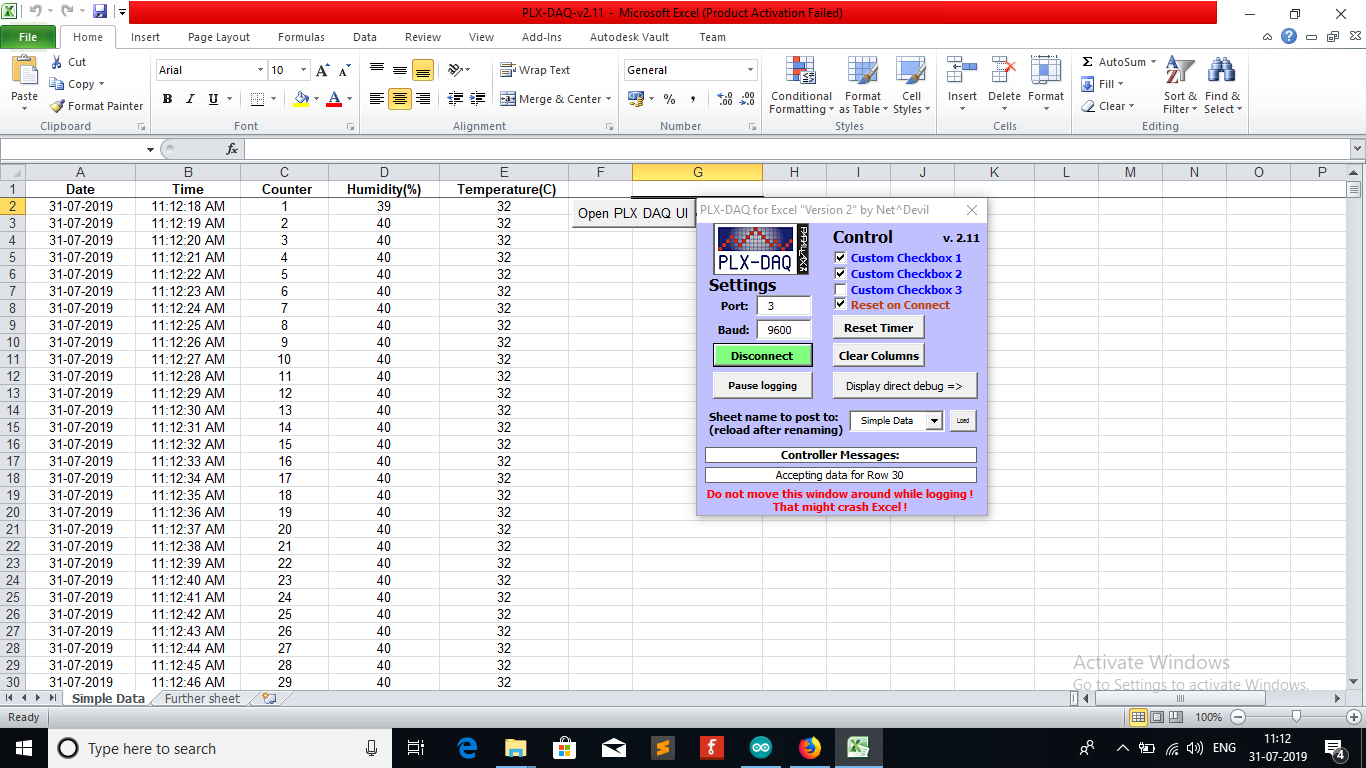 PLX-DAQ-v2.11 - Microsoft Excel (Product Activation Failed)
File Home Insert Page Layout Formulas Data Review View Add-Ins Autodesk Vault Team
Paste Cut Copy Format Painter
Arial 10 A A
B I U A
Wrap Text
Merge & Center
General
% ,
Conditional Formatting Format as Table Cell Styles
Insert Delete Format
Σ AutoSum Fill Clear
Sort & Filter Find & Select
Clipboard Font Alignment Number Styles Cells Editing
fx
A B C D E F G H I J K L M N O P
1 Date Time Counter Humidity(%) Temperature(C)
2 31-07-2019 11:12:18 AM 1 39 32
3 31-07-2019 11:12:19 AM 2 40 32
4 31-07-2019 11:12:20 AM 3 40 32
5 31-07-2019 11:12:21 AM 4 40 32
6 31-07-2019 11:12:22 AM 5 40 32
7 31-07-2019 11:12:23 AM 6 40 32
8 31-07-2019 11:12:24 AM 7 40 32
9 31-07-2019 11:12:25 AM 8 40 32
10 31-07-2019 11:12:26 AM 9 40 32
11 31-07-2019 11:12:27 AM 10 40 32
12 31-07-2019 11:12:28 AM 11 40 32
13 31-07-2019 11:12:29 AM 12 40 32
14 31-07-2019 11:12:30 AM 13 40 32
15 31-07-2019 11:12:31 AM 14 40 32
16 31-07-2019 11:12:32 AM 15 40 32
17 31-07-2019 11:12:33 AM 16 40 32
18 31-07-2019 11:12:34 AM 17 40 32
19 31-07-2019 11:12:35 AM 18 40 32
20 31-07-2019 11:12:36 AM 19 40 32
21 31-07-2019 11:12:37 AM 20 40 32
22 31-07-2019 11:12:38 AM 21 40 32
23 31-07-2019 11:12:39 AM 22 40 32
24 31-07-2019 11:12:40 AM 23 40 32
25 31-07-2019 11:12:41 AM 24 40 32
26 31-07-2019 11:12:42 AM 25 40 32
27 31-07-2019 11:12:43 AM 26 40 32
28 31-07-2019 11:12:44 AM 27 40 32
29 31-07-2019 11:12:45 AM 28 40 32
30 31-07-2019 11:12:46 AM 29 40 32
Open PLX DAQ UI
PLX-DAQ for Excel "Version 2" by Net^Devil
PLX-DAQ
PARALLAX
Control v. 2.11
Custom Checkbox 1
Custom Checkbox 2
Custom Checkbox 3
Reset on Connect
Settings
Port: 3
Baud: 9600
Reset Timer
Disconnect Clear Columns
Pause logging Display direct debug =>
Sheet name to post to:
(reload after renaming)
Simple Data Load
Controller Messages:
Accepting data for Row 30
Do not move this window around while logging !
That might crash Excel !
Activate Windows
Go to Settings to activate Windows.
Simple Data Further sheet
Ready 100%
Type here to search
ENG 11:12
31-07-2019
4